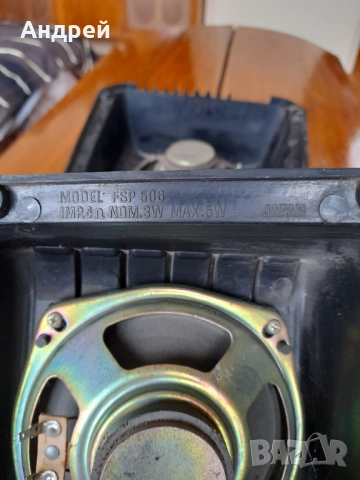 Андрей
MODEL FSP 506
IMP.4Ω NOM.3W MAX.5W JAPAN
BAZAR